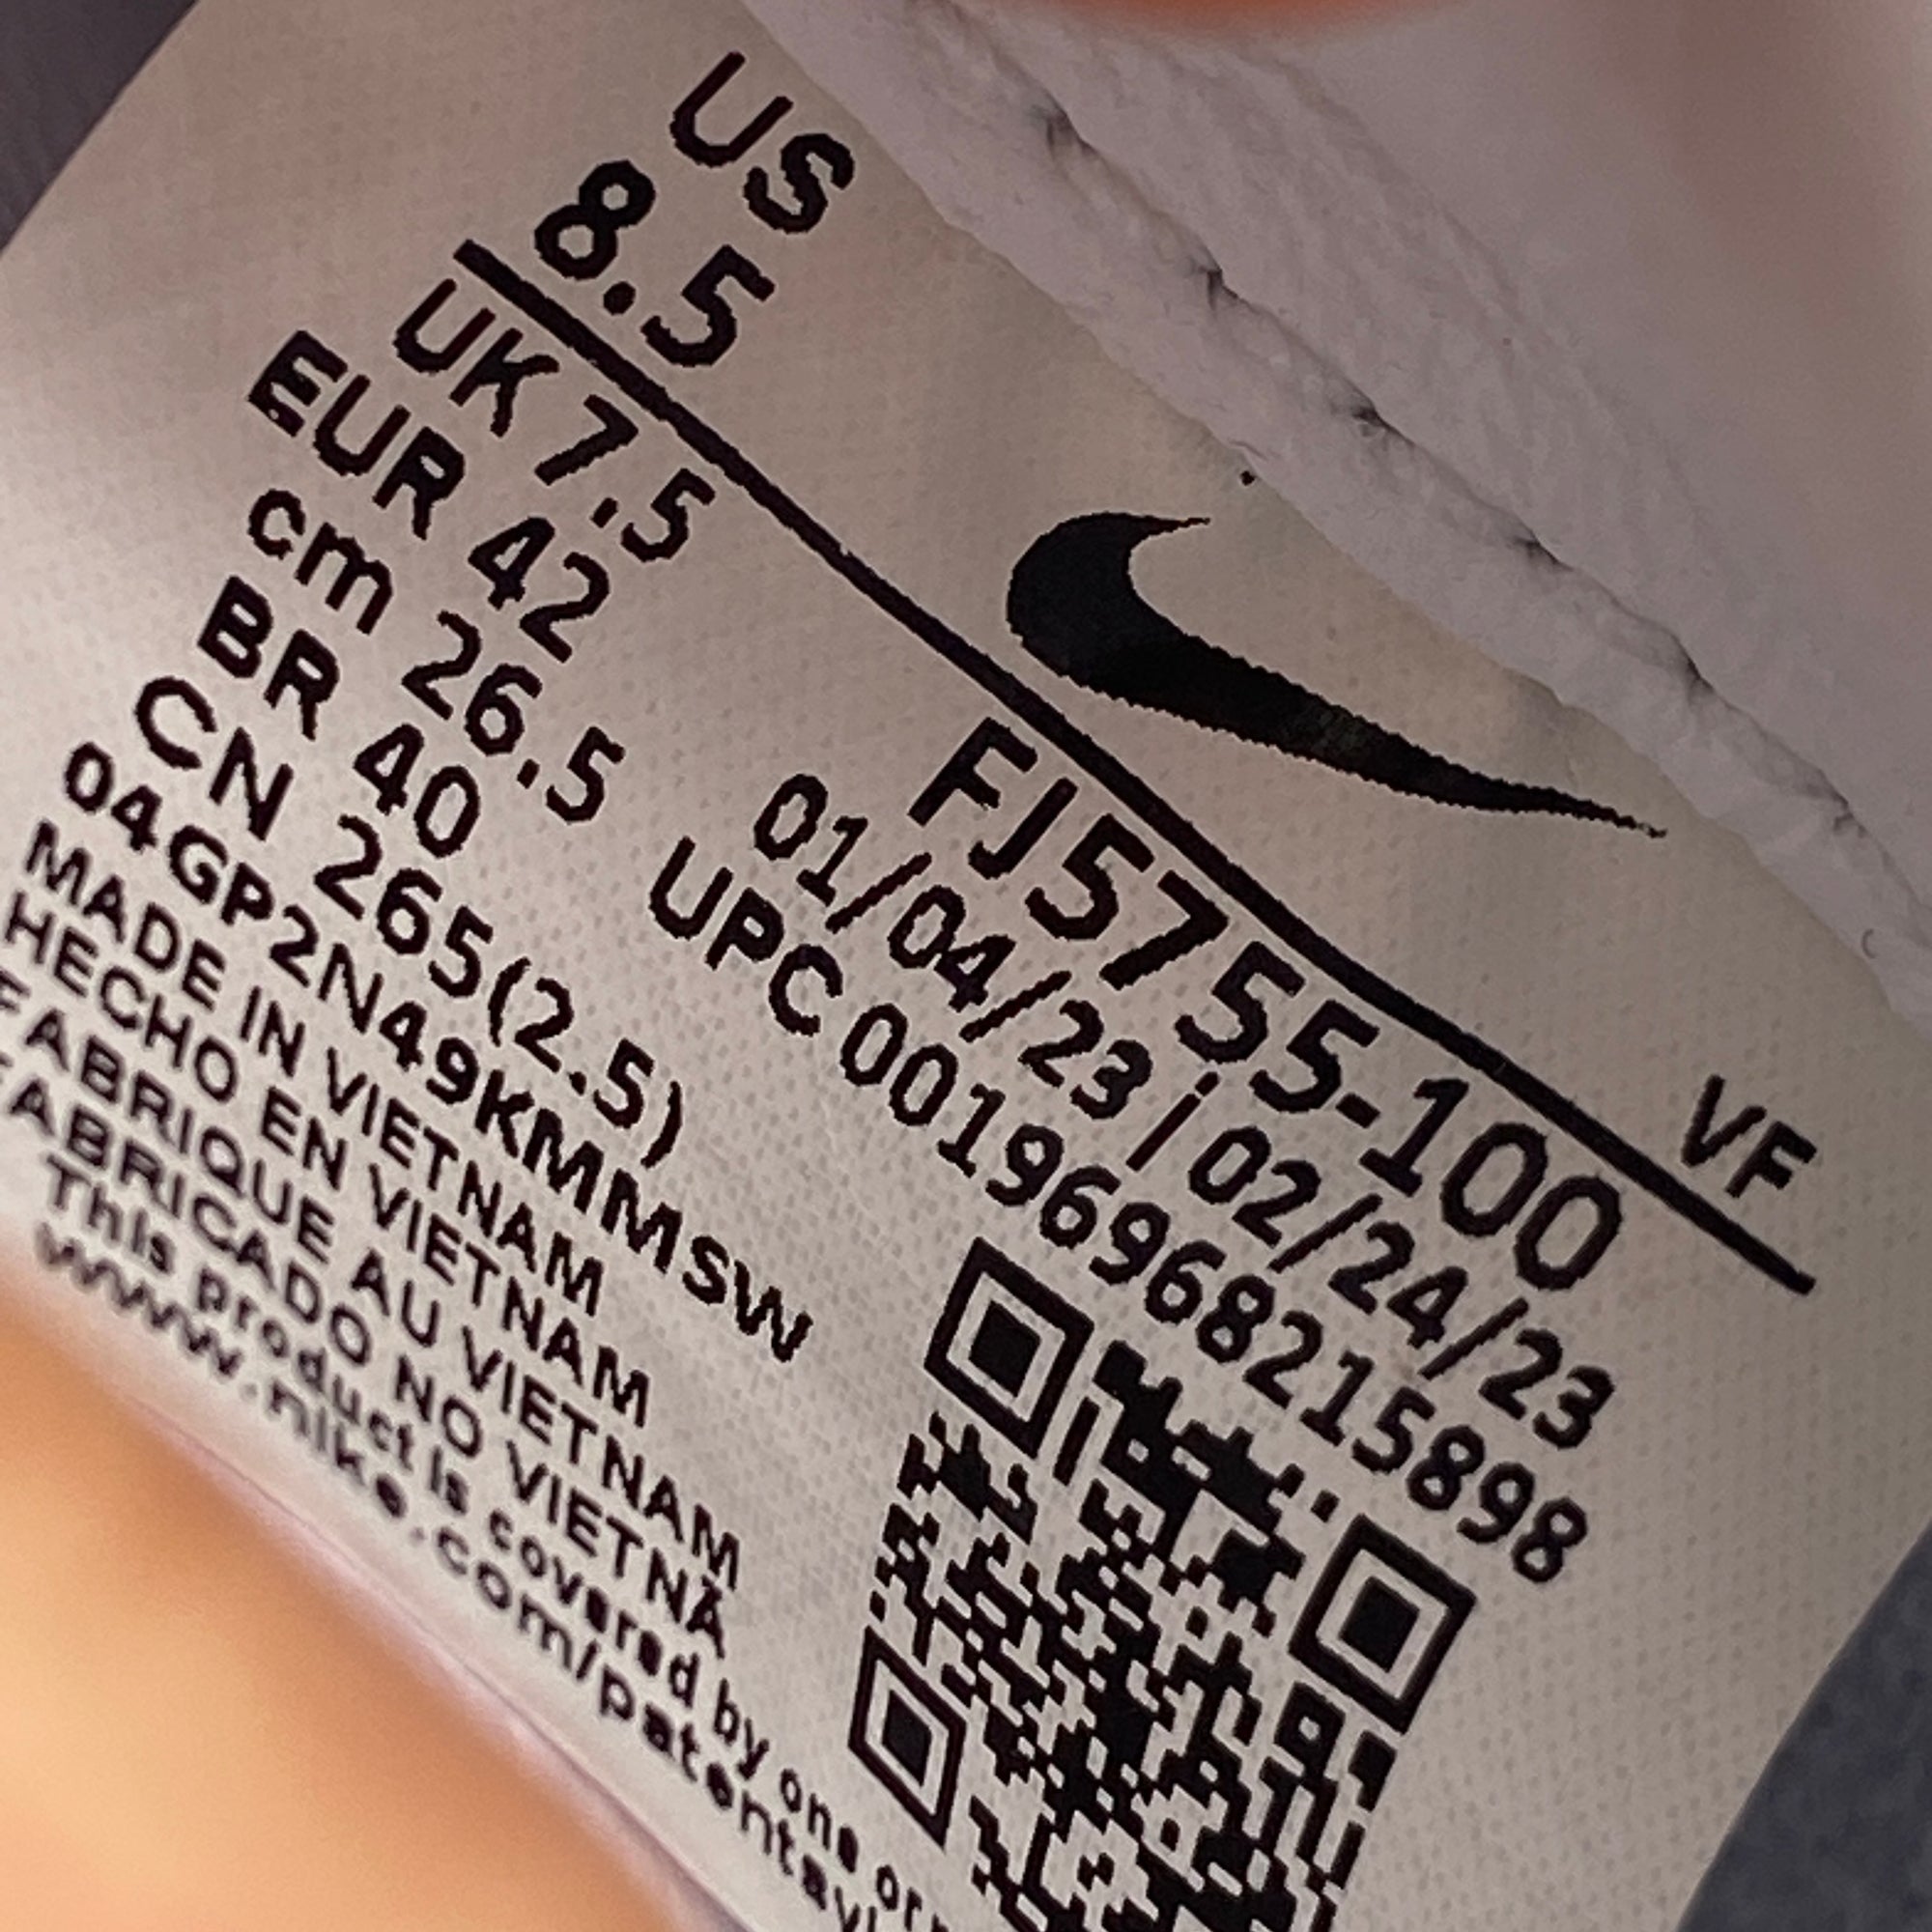 US
8.5
UK 7.5
EUR 42
cm 26.5
BR 40
CN 265(2.5)
04GP2N49KMMSW
MADE IN VIETNAM
HECHO EN VIETNAM
FABRIQUE AU VIETNAM
FABRICADO NO VIETNÃ
This product is covered by one or
www.nike.com/patents
VF
FJ5755-100
01/04/23 | 02/24/23
UPC 00196968215898